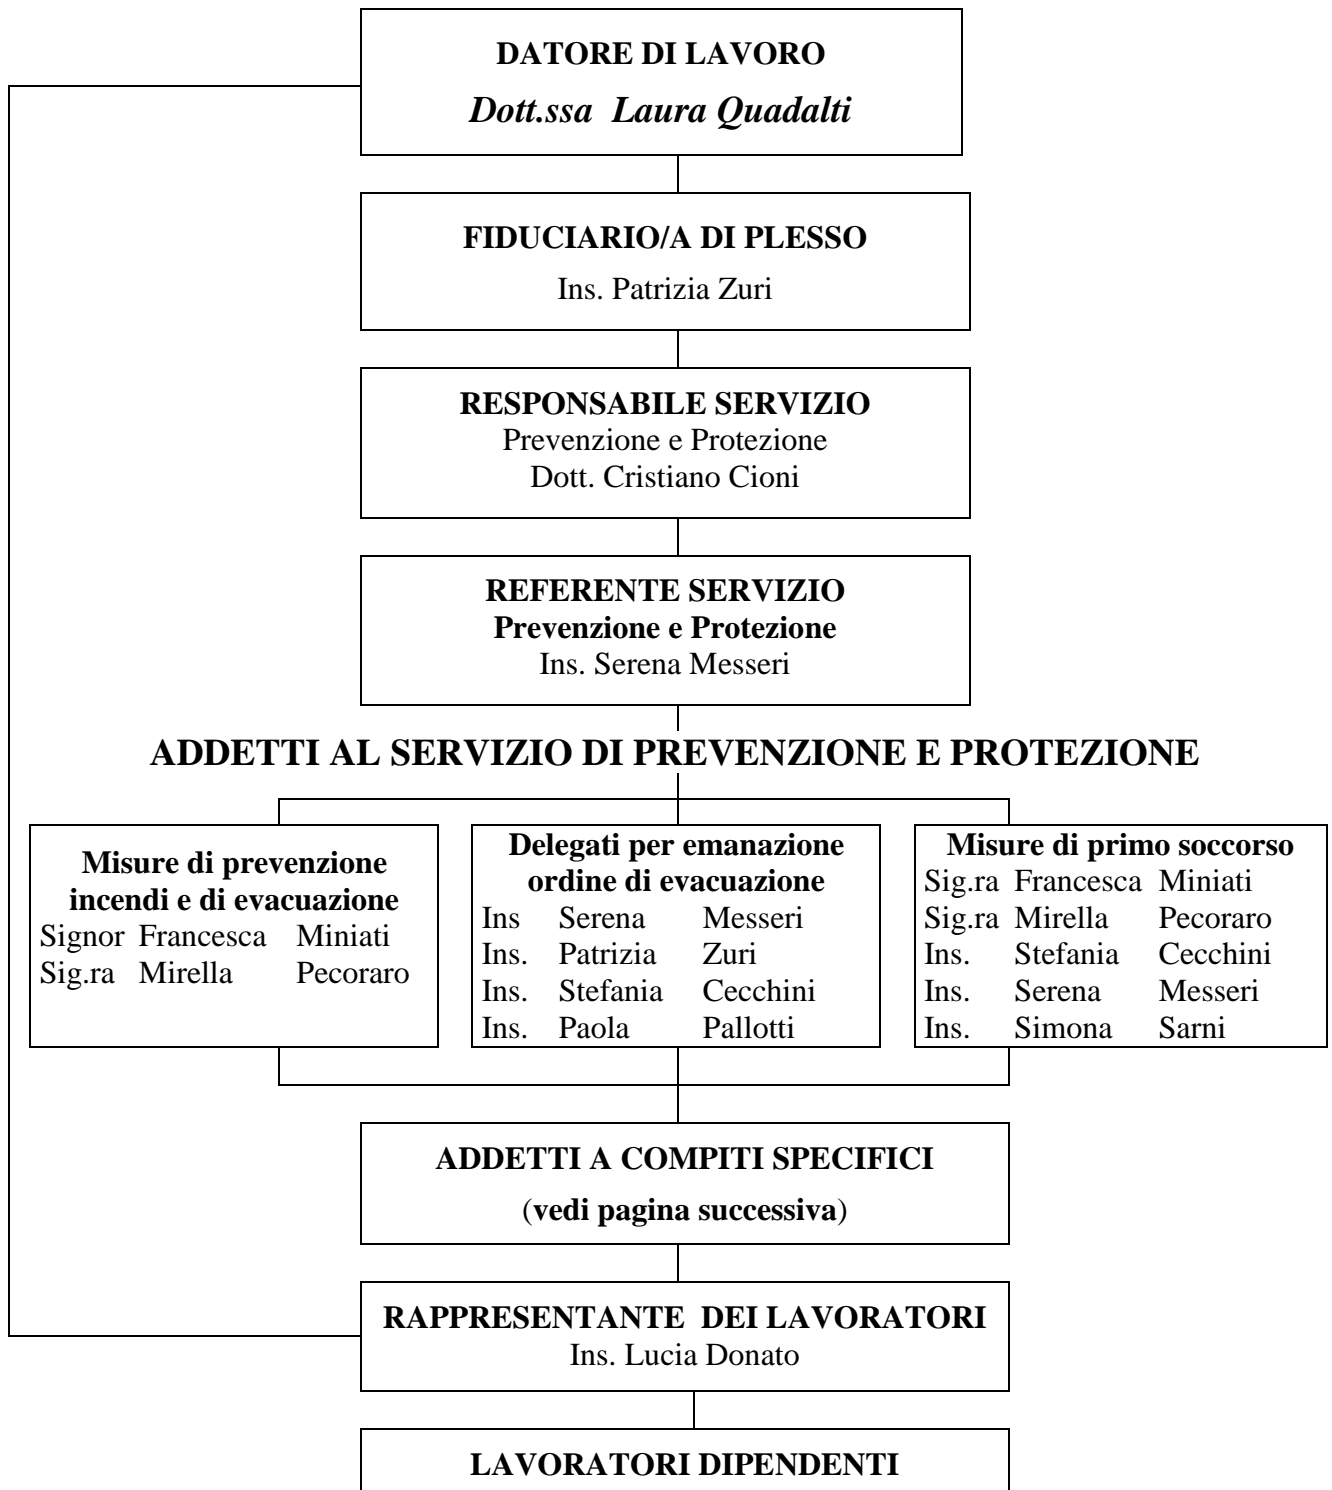 DATORE DI LAVORO
Dott.ssa Laura Quadalti
FIDUCIARIO/A DI PLESSO
Ins. Patrizia Zuri
RESPONSABILE SERVIZIO
Prevenzione e Protezione
Dott. Cristiano Cioni
REFERENTE SERVIZIO
Prevenzione e Protezione
Ins. Serena Messeri
ADDETTI AL SERVIZIO DI PREVENZIONE E PROTEZIONE
Misure di prevenzione
incendi e di evacuazione
Signor Francesca Miniati
Sig.ra Mirella Pecoraro
Delegati per emanazione
ordine di evacuazione
Ins Serena Messeri
Ins. Patrizia Zuri
Ins. Stefania Cecchini
Ins. Paola Pallotti
Misure di primo soccorso
Sig.ra Francesca Miniati
Sig.ra Mirella Pecoraro
Ins. Stefania Cecchini
Ins. Serena Messeri
Ins. Simona Sarni
ADDETTI A COMPITI SPECIFICI
(vedi pagina successiva)
RAPPRESENTANTE DEI LAVORATORI
Ins. Lucia Donato
LAVORATORI DIPENDENTI